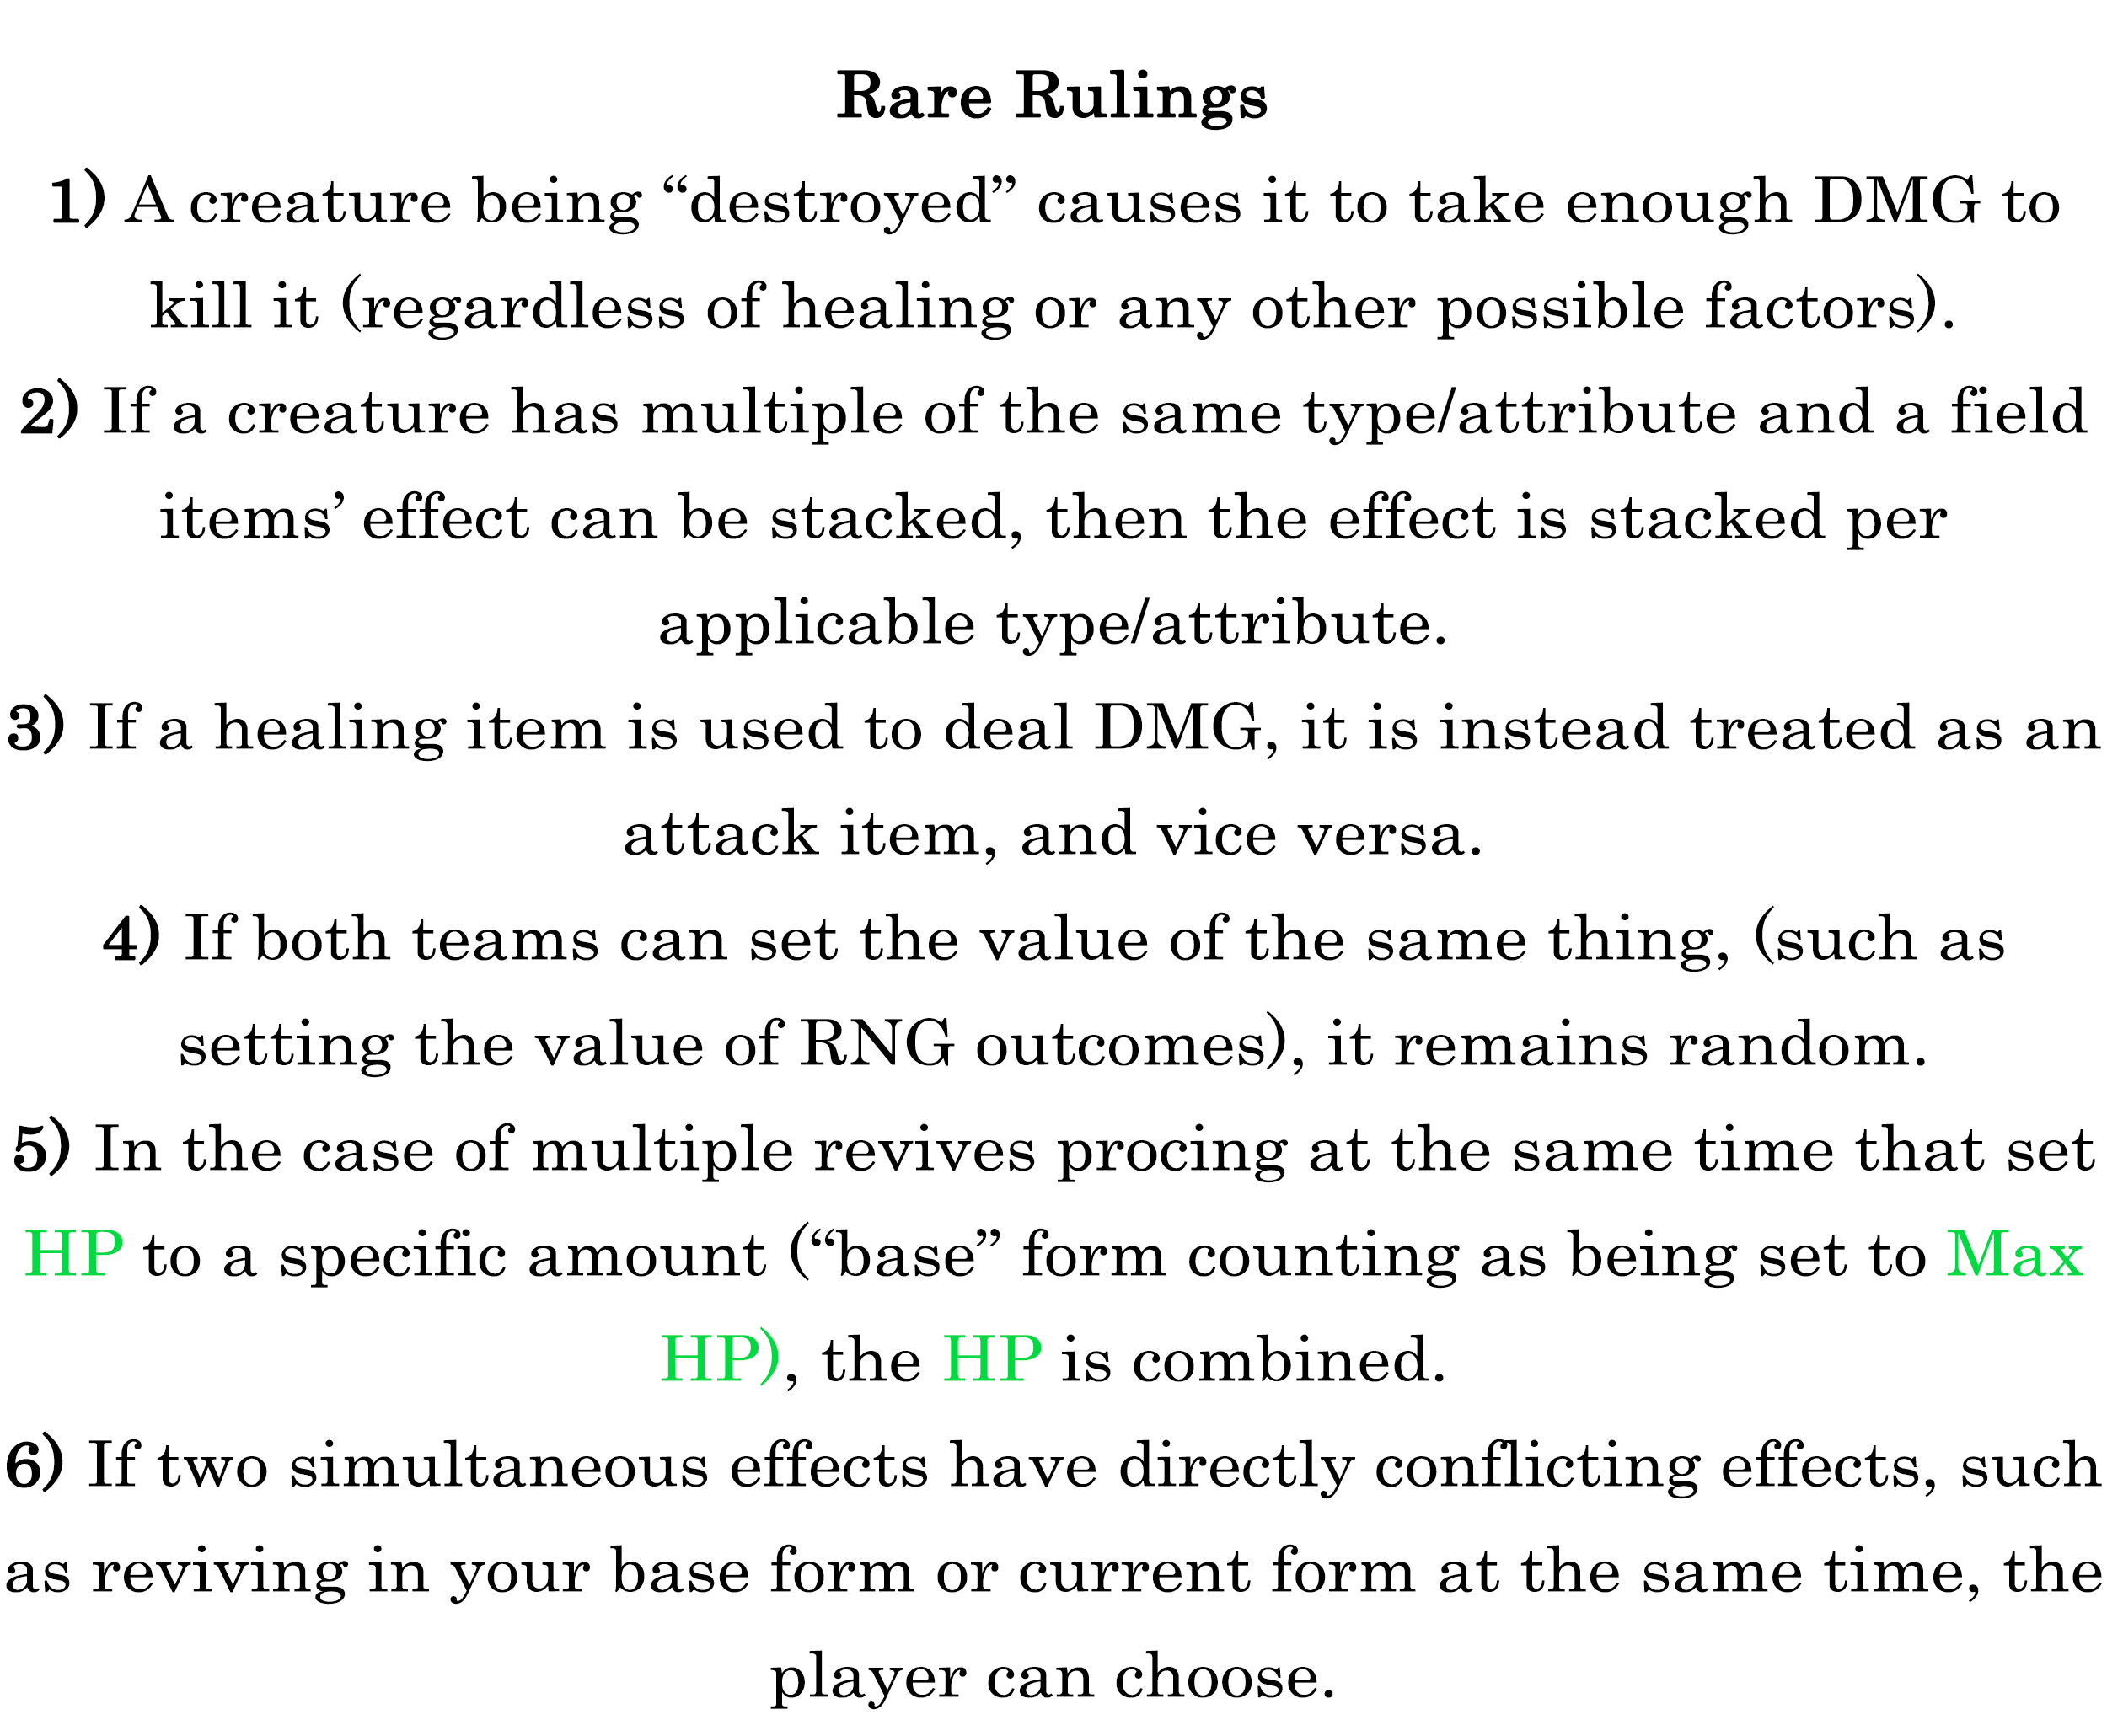 Rare Rulings
1) A creature being “destroyed” causes it to take enough DMG to
kill it (regardless of healing or any other possible factors).
2) If a creature has multiple of the same type/attribute and a field
items’ effect can be stacked, then the effect is stacked per
applicable type/attribute.
3) If a healing item is used to deal DMG, it is instead treated as an
attack item, and vice versa.
4) If both teams can set the value of the same thing, (such as
setting the value of RNG outcomes), it remains random.
5) In the case of multiple revives procing at the same time that set
HP to a specific amount (“base” form counting as being set to Max
HP), the HP is combined.
6) If two simultaneous effects have directly conflicting effects, such
as reviving in your base form or current form at the same time, the
player can choose.